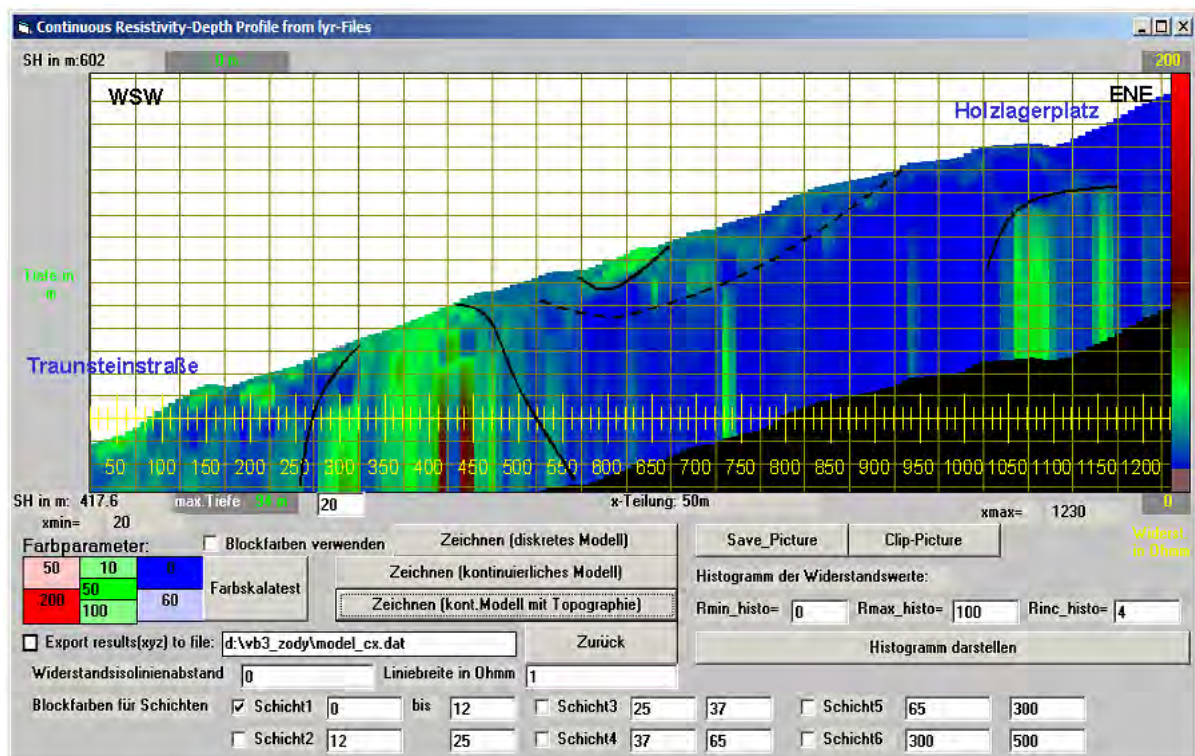 Continuous Resistivity-Depth Profile from lyr-Files
SH in m:602
200
WSW
ENE
Holzlagerplatz
Tiefe in
m
Traunsteinstraße
50 100 150 200 250 300 350 400 450 500 550 600 650 700 750 800 850 900 950 1000 1050 1100 1150 1200
SH in m: 417.6
max.Tiefe
20
x-Teilung: 50m
0
xmin= 20
xmax= 1230
Widerst.
in Ohmm
Farbparameter:
Blockfarben verwenden
Zeichnen (diskretes Modell)
Save_Picture
Clip-Picture
50 10 0
200 50 60
100
Farbskalatest
Zeichnen (kontinuierliches Modell)
Histogramm der Widerstandswerte:
Zeichnen (kont.Modell mit Topographie)
Rmin_histo= 0
Rmax_histo= 100
Rinc_histo= 4
Export results(xyz) to file: d:\vb3_zody\model_cx.dat
Zurück
Histogramm darstellen
Widerstandsisolinienabstand 0
Liniebreite in Ohmm 1
Blockfarben für Schichten
Schicht1 0 bis 12
Schicht3 25 37
Schicht5 65 300
Schicht2 12 25
Schicht4 37 65
Schicht6 300 500